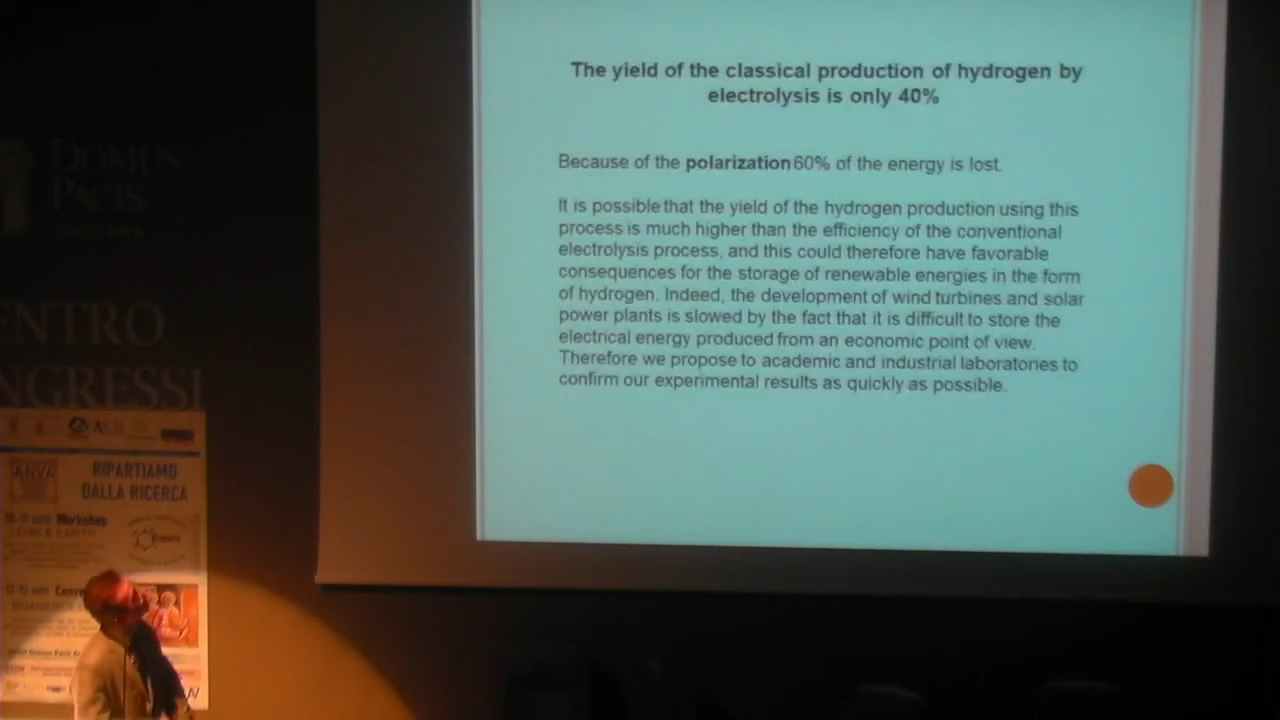 The yield of the classical production of hydrogen by
electrolysis is only 40%
Because of the polarization 60% of the energy is lost.
It is possible that the yield of the hydrogen production using this
process is much higher than the efficiency of the conventional
electrolysis process, and this could therefore have favorable
consequences for the storage of renewable energies in the form
of hydrogen. Indeed, the development of wind turbines and solar
power plants is slowed by the fact that it is difficult to store the
electrical energy produced from an economic point of view.
Therefore we propose to academic and industrial laboratories to
confirm our experimental results as quickly as possible.
DOMUS
PACIS
ENTRO
NGRESSI
RIPARTIAMO
DALLA RICERCA
Workshop